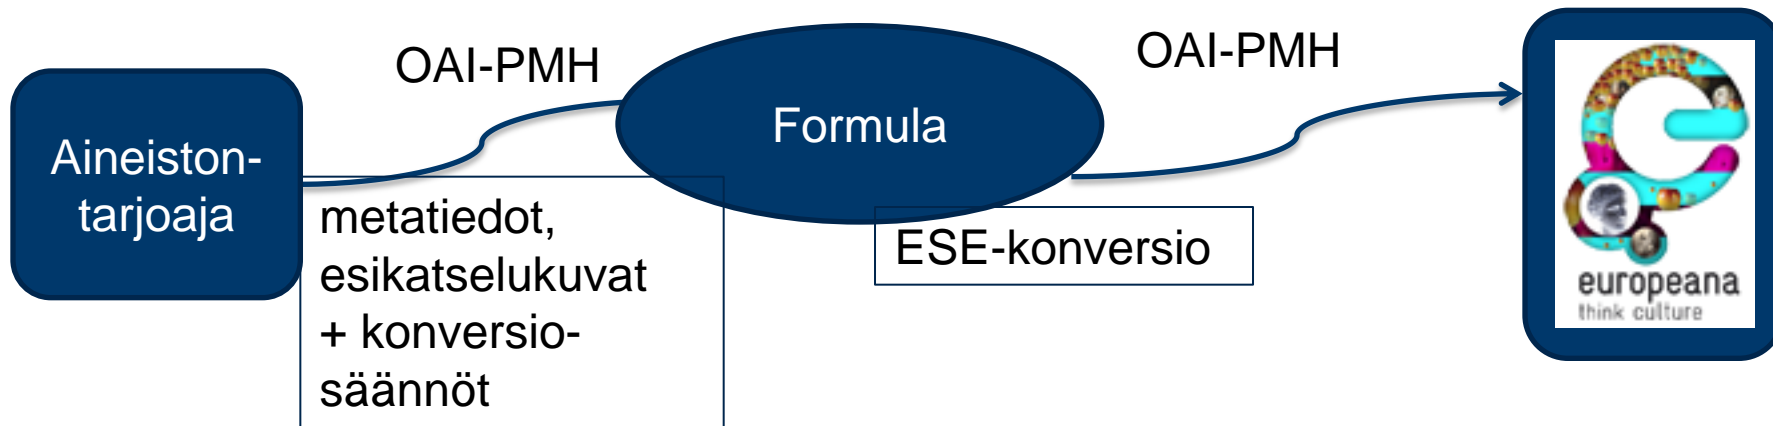 OAI-PMH
OAI-PMH
Aineiston-
tarjoaja
Formula
metatiedot,
esikatselukuvat
+ konversio-
säännöt
ESE-konversio
europeana
think culture